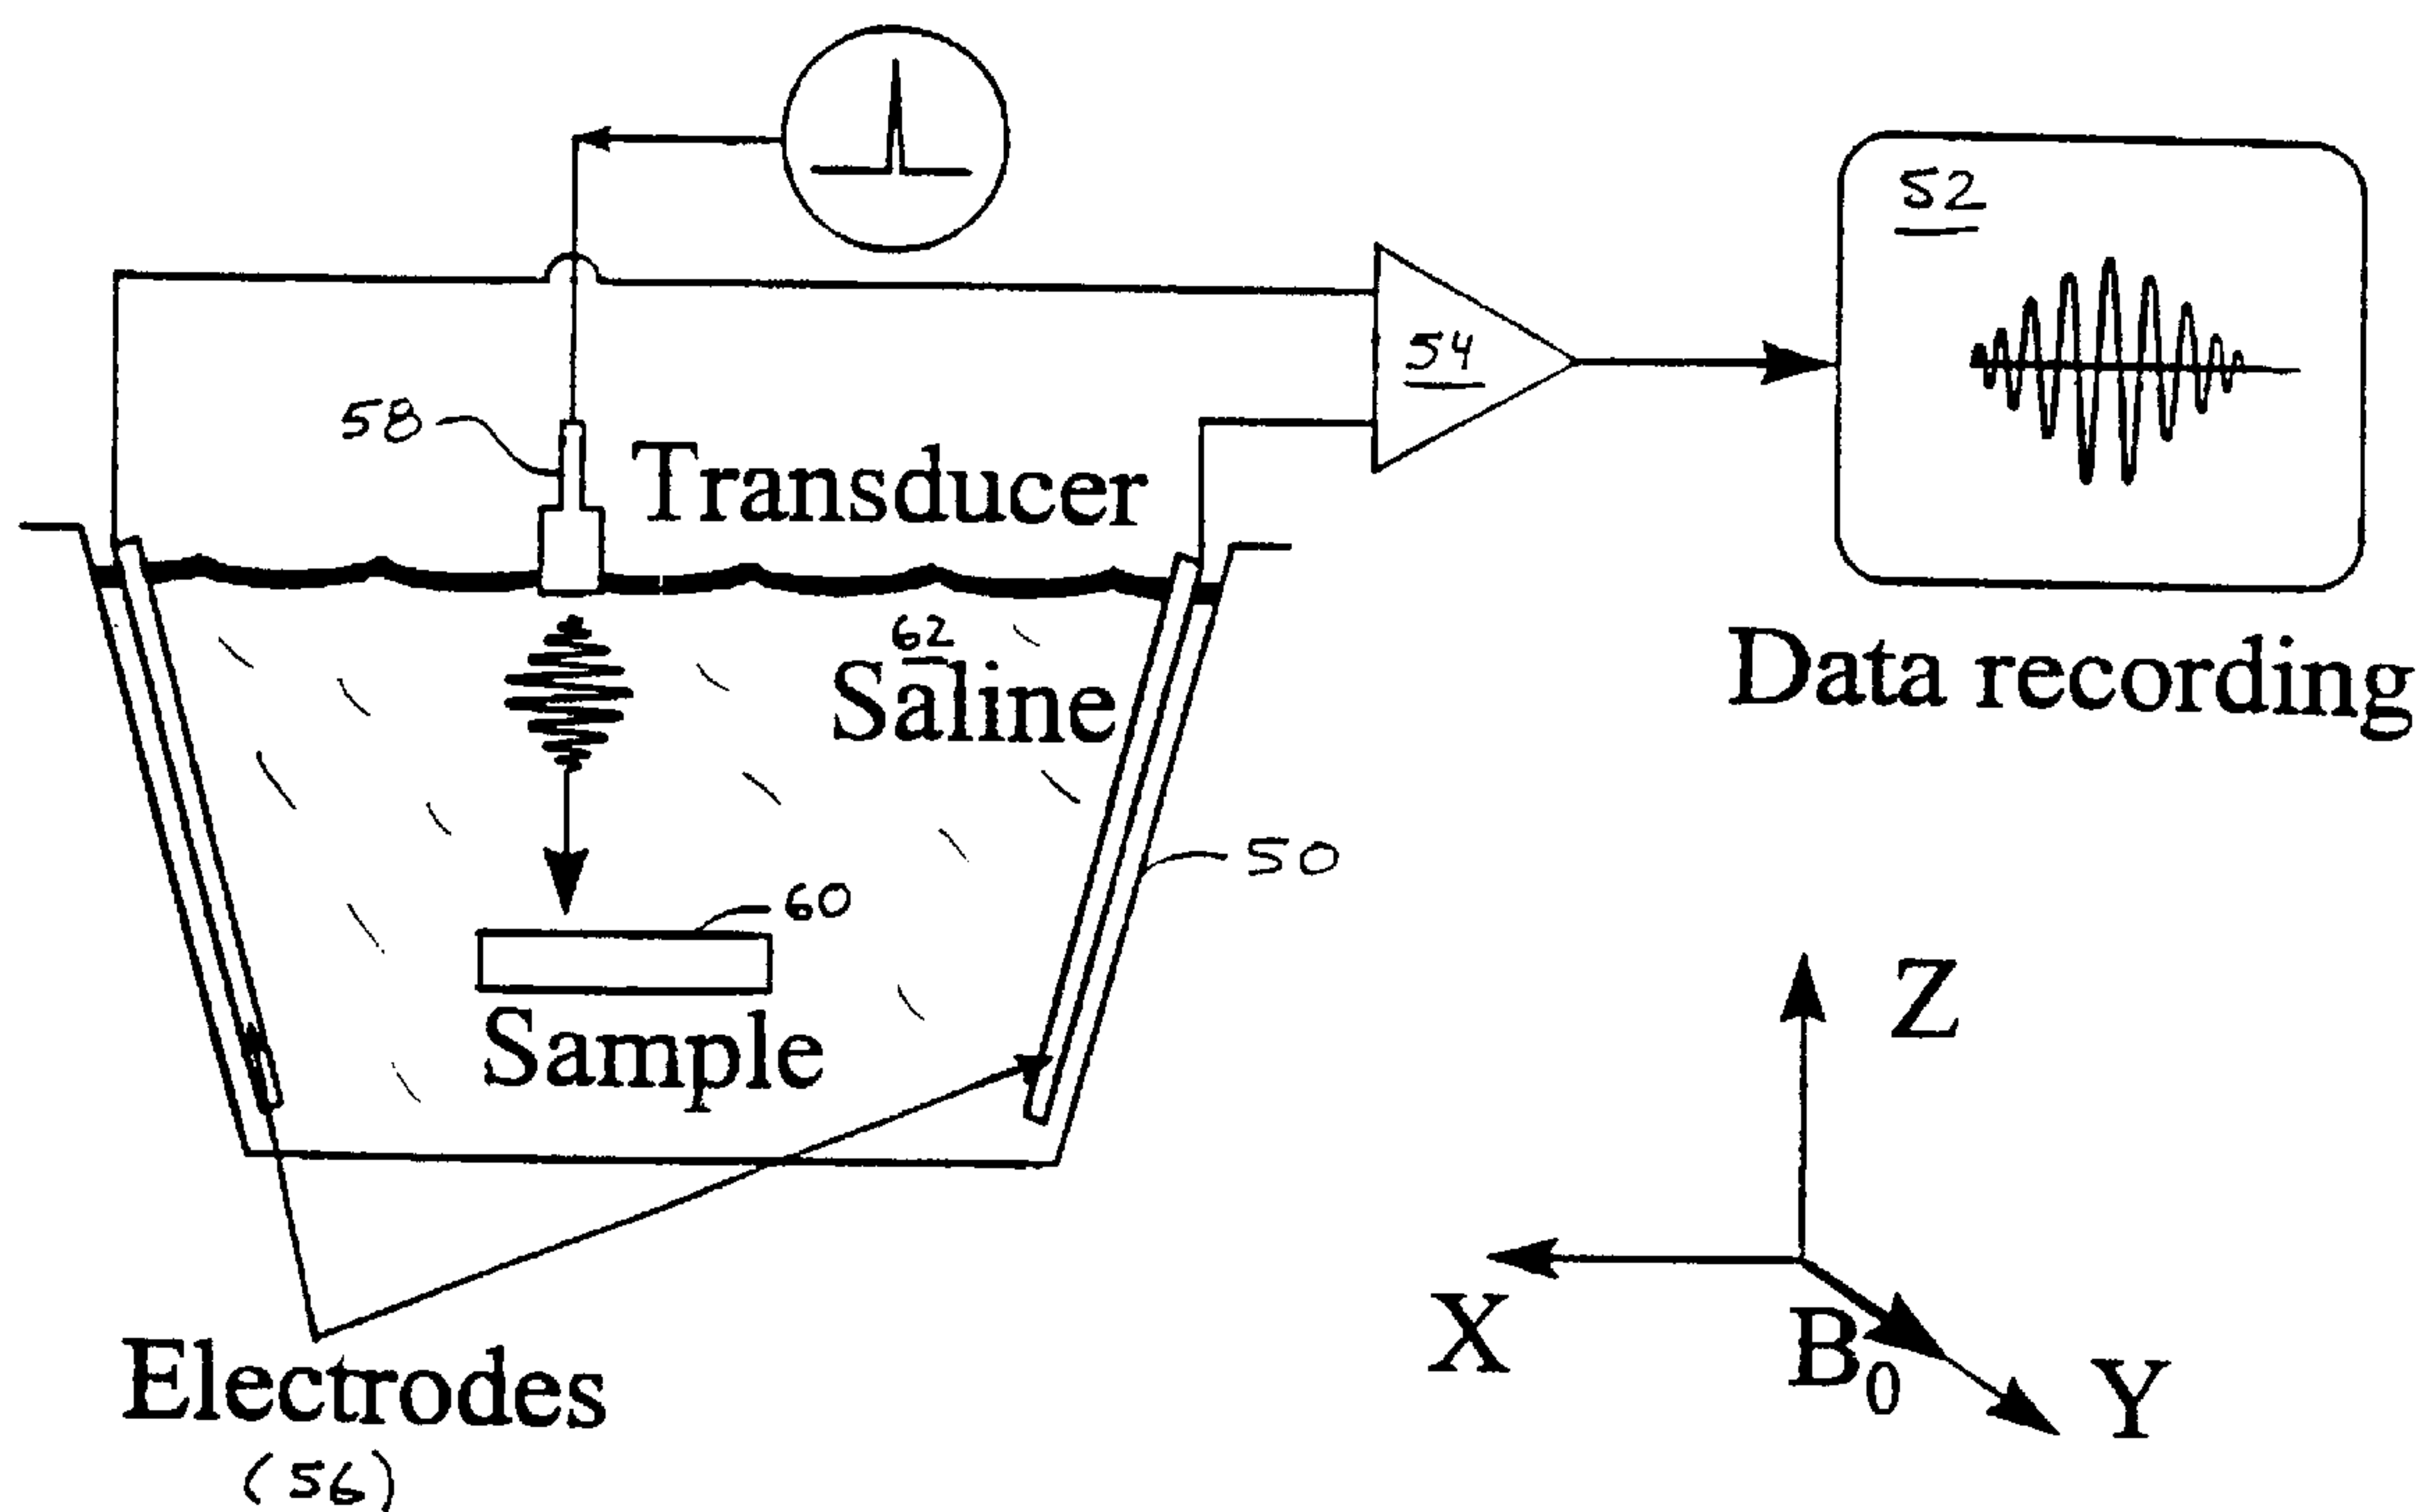 52
54
58
Transducer
62
Saline
Data recording
50
60
Sample
Z
X
B0
Y
Electrodes
(56)